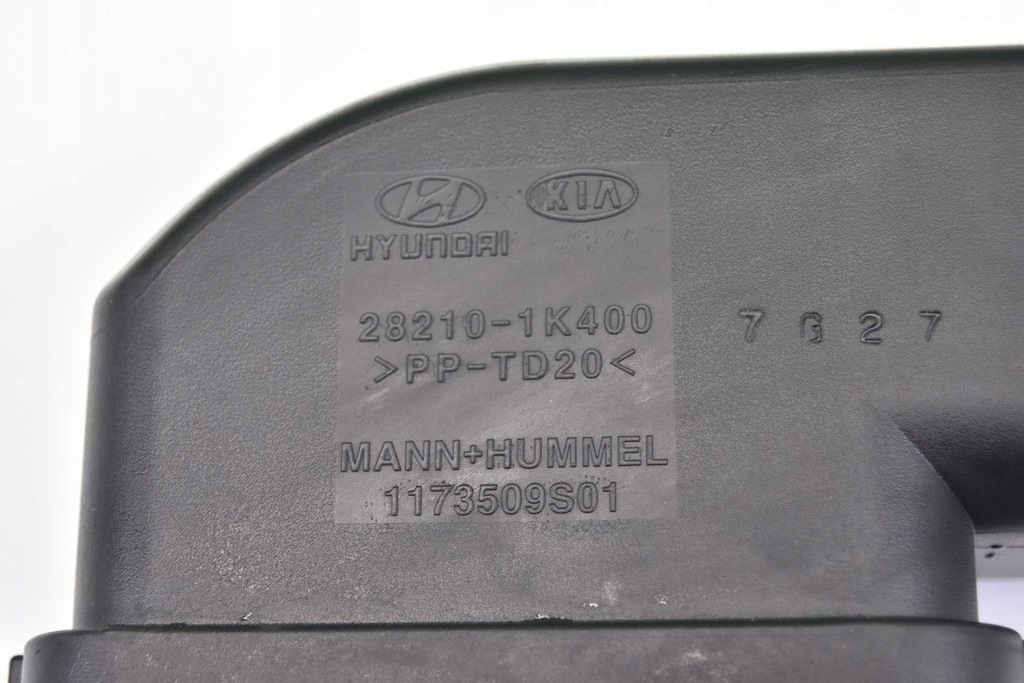 KIA
HYUNDAI
28210-1K400
>PP-TD20<
7 G 2 7
MANN+HUMMEL
1173509S01